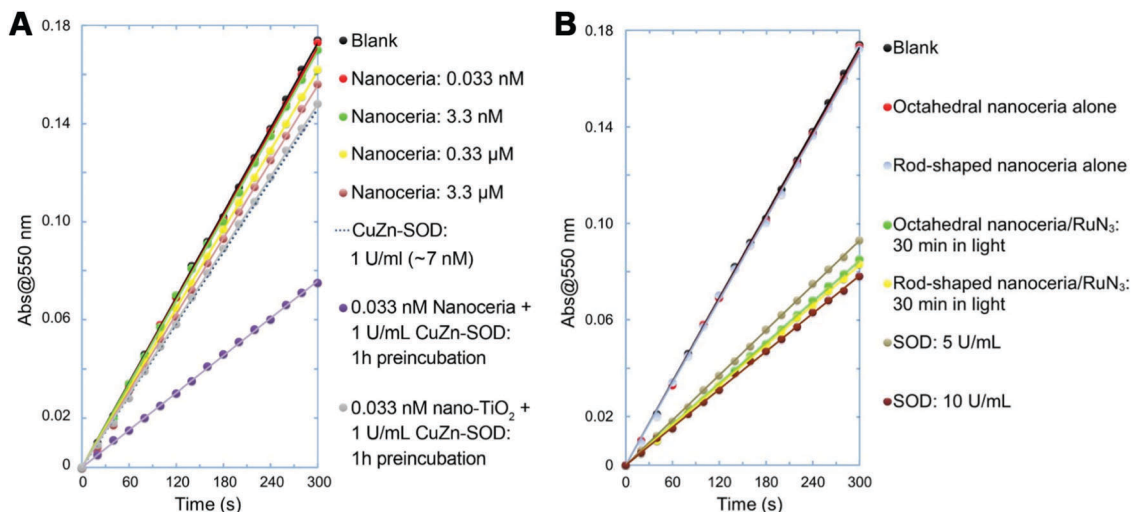 A
Abs@550 nm
0.18
0.14
0.10
0.06
0.02
0
0 60 120 180 240 300
Time (s)
Blank
Nanoceria: 0.033 nM
Nanoceria: 3.3 nM
Nanoceria: 0.33 µM
Nanoceria: 3.3 µM
CuZn-SOD:
1 U/ml (~7 nM)
0.033 nM Nanoceria +
1 U/mL CuZn-SOD:
1h preincubation
0.033 nM nano-TiO₂ +
1 U/mL CuZn-SOD:
1h preincubation
B
Abs@550 nm
0.18
0.14
0.10
0.06
0.02
0
0 60 120 180 240 300
Time (s)
Blank
Octahedral nanoceria alone
Rod-shaped nanoceria alone
Octahedral nanoceria/RuN₃:
30 min in light
Rod-shaped nanoceria/RuN₃:
30 min in light
SOD: 5 U/mL
SOD: 10 U/mL